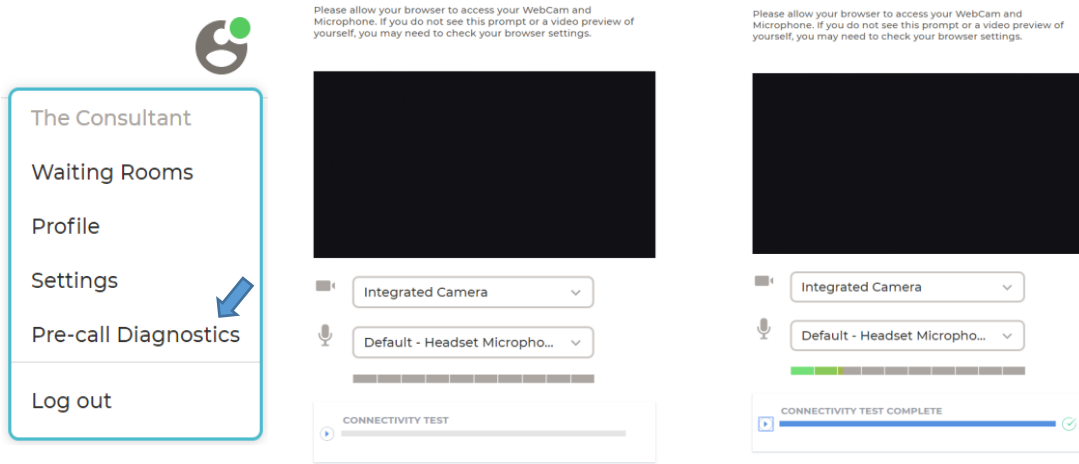 The Consultant
Waiting Rooms
Profile
Settings
Pre-call Diagnostics
Log out
Please allow your browser to access your WebCam and
Microphone. If you do not see this prompt or a video preview of
yourself, you may need to check your browser settings.
Integrated Camera
Default - Headset Micropho...
CONNECTIVITY TEST
Please allow your browser to access your WebCam and
Microphone. If you do not see this prompt or a video preview of
yourself, you may need to check your browser settings.
Integrated Camera
Default - Headset Micropho...
CONNECTIVITY TEST COMPLETE